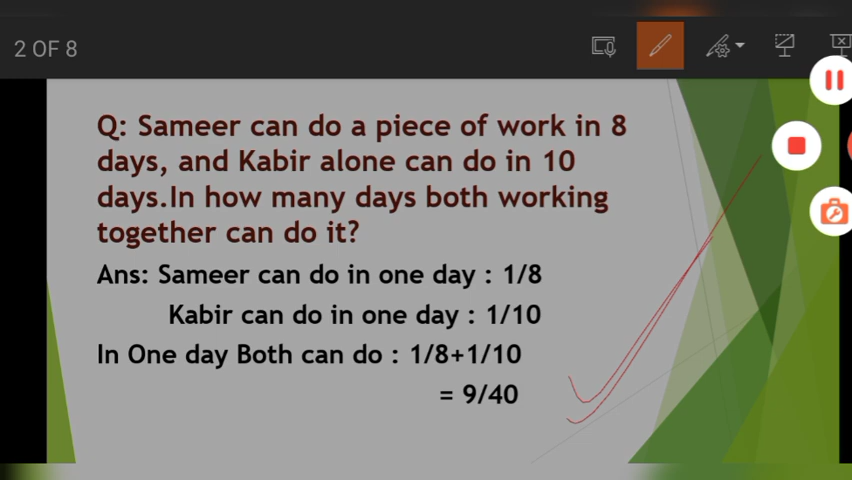 2 OF 8
Q: Sameer can do a piece of work in 8
days, and Kabir alone can do in 10
days.In how many days both working
together can do it?
Ans: Sameer can do in one day : 1/8
Kabir can do in one day : 1/10
In One day Both can do : 1/8+1/10
= 9/40